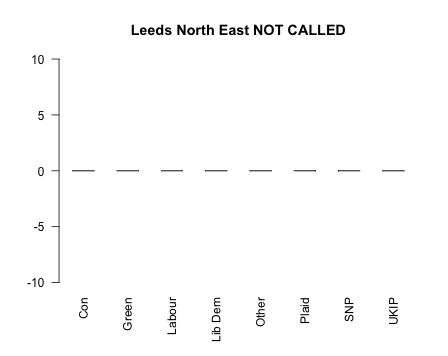 Leeds North East NOT CALLED
10
5
0
-5
-10
Con
Green
Labour
Lib Dem
Other
Plaid
SNP
UKIP